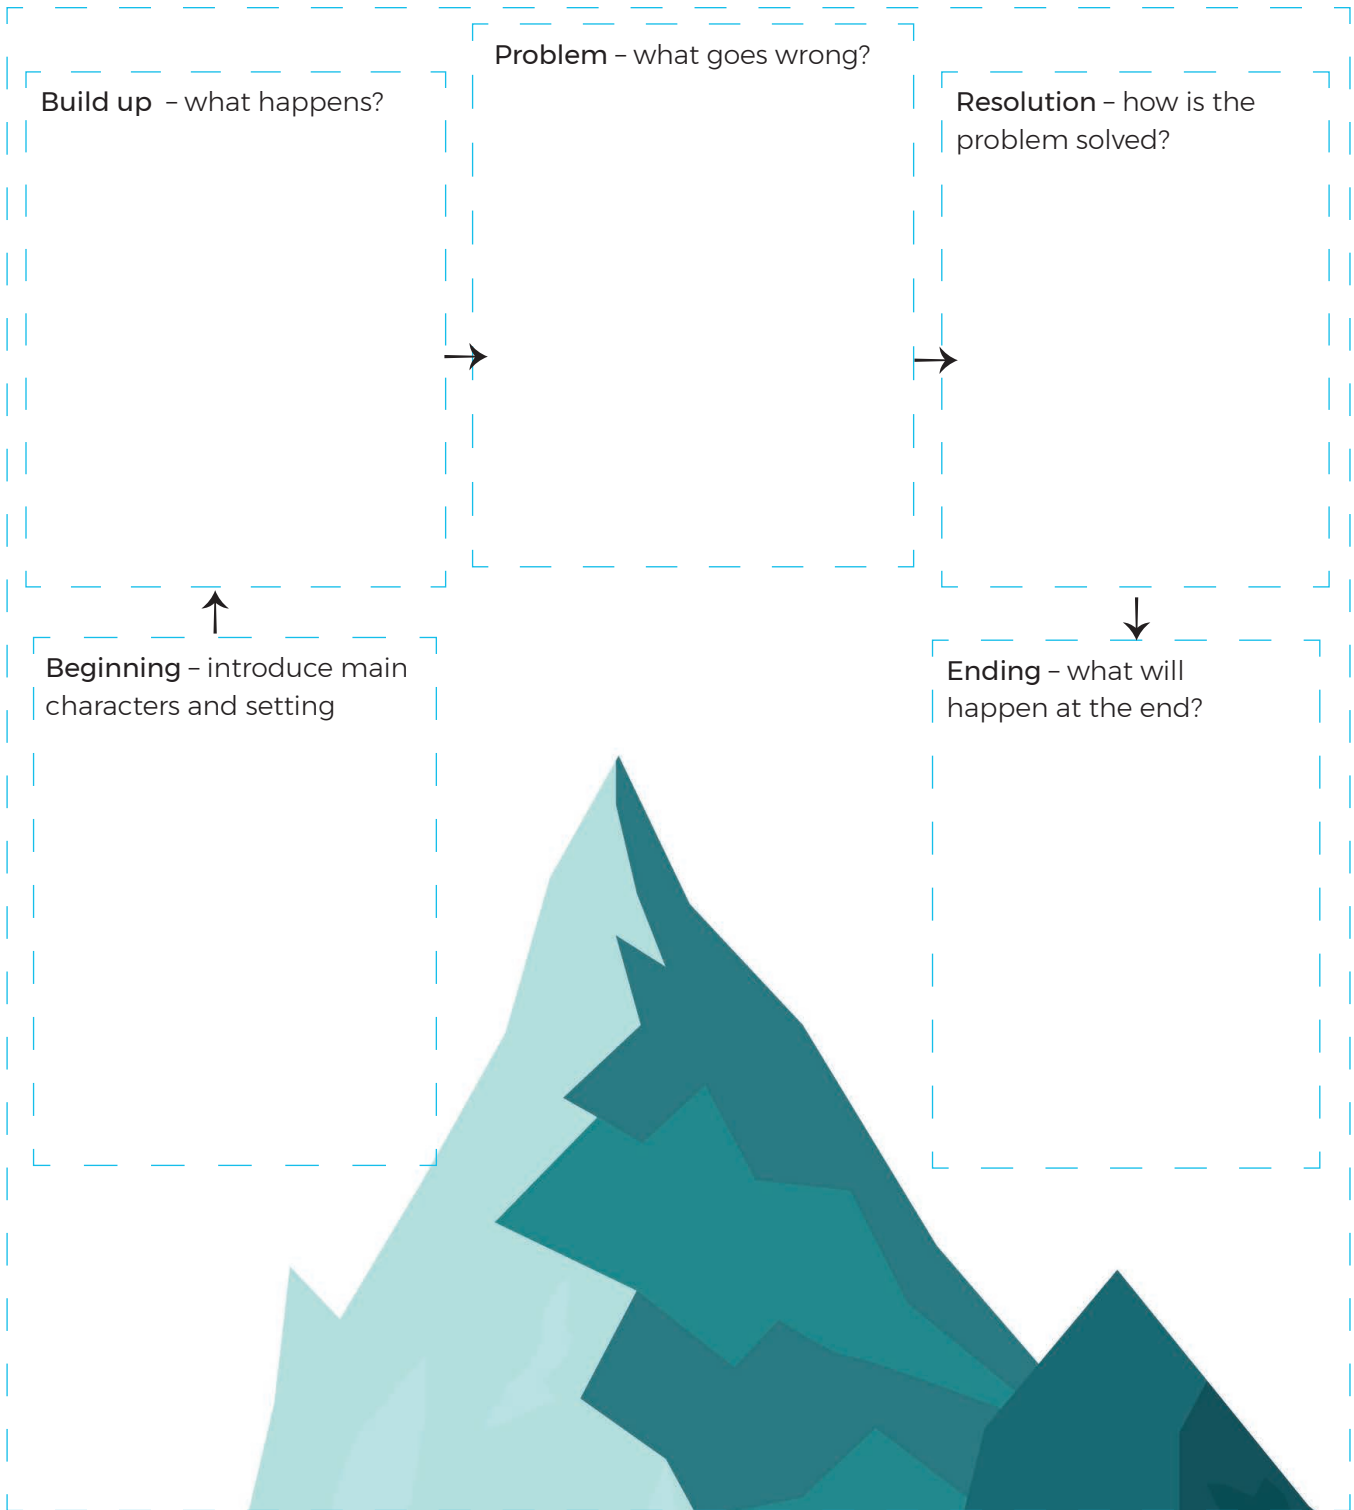 Problem – what goes wrong?
Build up – what happens?
Resolution – how is the
problem solved?
Beginning – introduce main
characters and setting
Ending – what will
happen at the end?